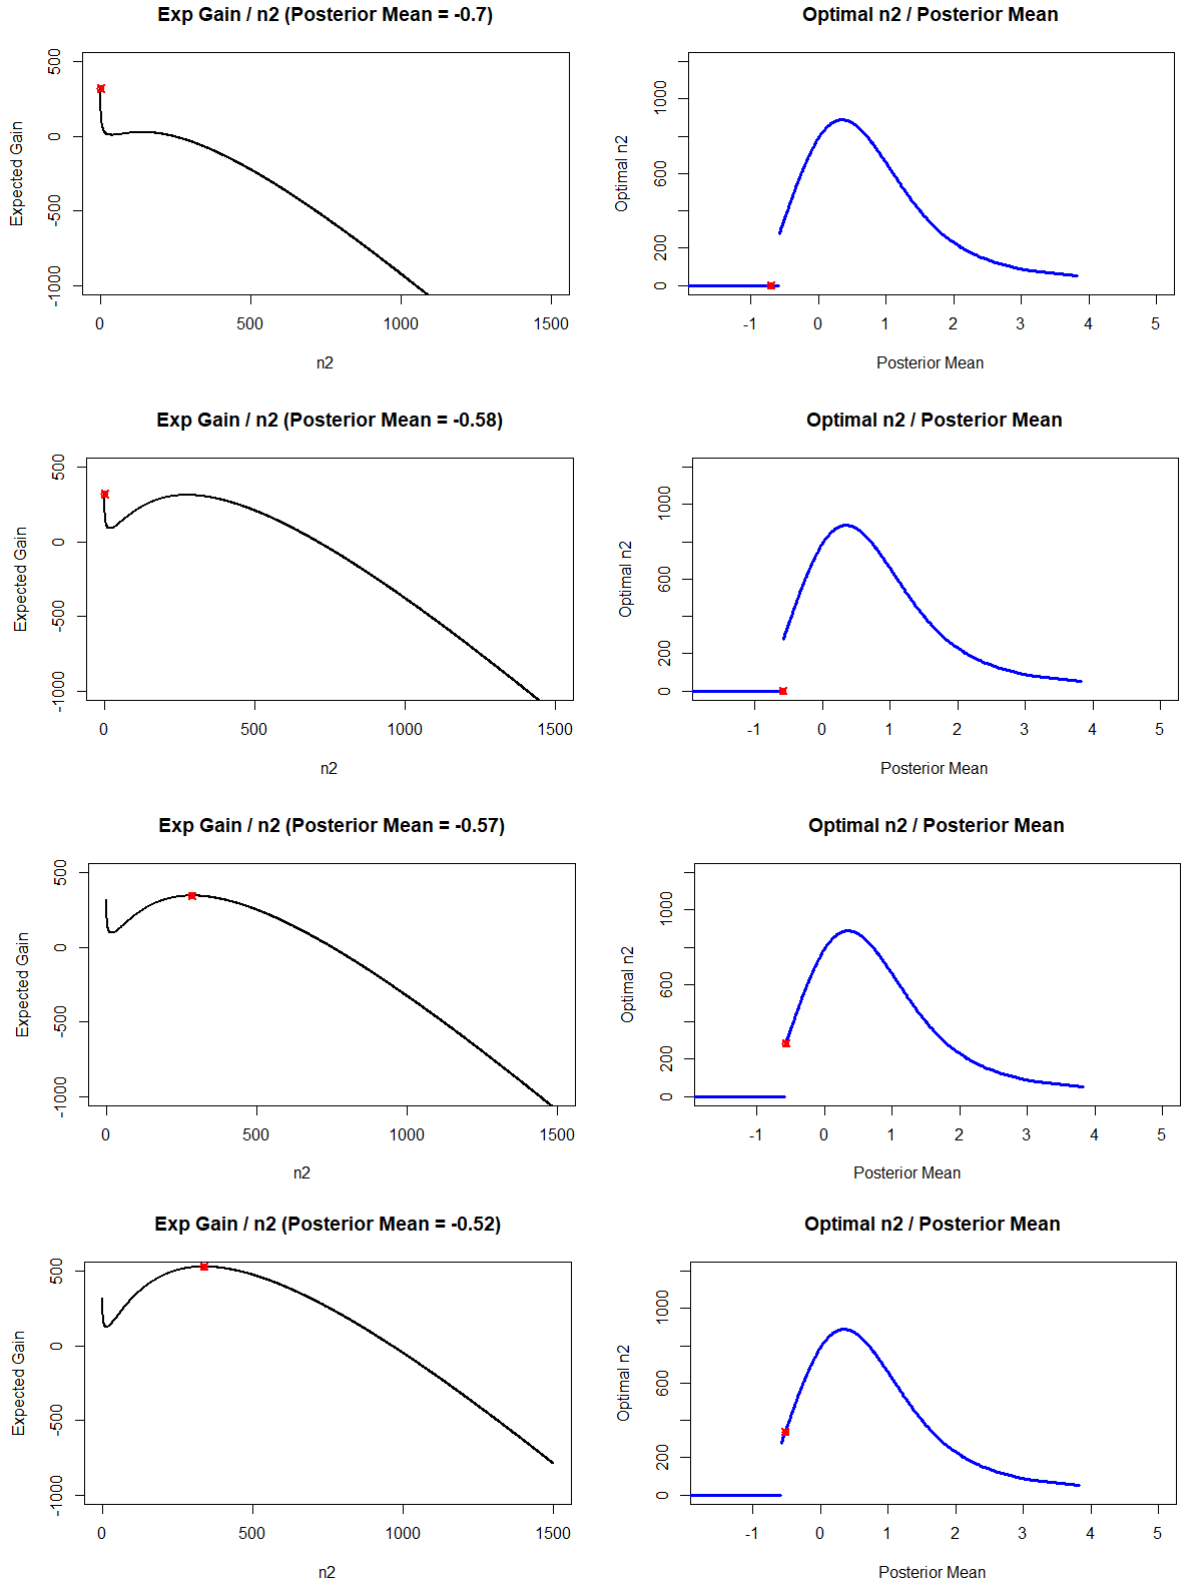 Exp Gain / n2 (Posterior Mean = -0.7)
Expected Gain
500
0
-500
-1000
0 500 1000 1500
n2
Optimal n2 / Posterior Mean
Optimal n2
1000
600
200
0
-1 0 1 2 3 4 5
Posterior Mean
Exp Gain / n2 (Posterior Mean = -0.58)
Expected Gain
500
0
-500
-1000
0 500 1000 1500
n2
Optimal n2 / Posterior Mean
Optimal n2
1000
600
200
0
-1 0 1 2 3 4 5
Posterior Mean
Exp Gain / n2 (Posterior Mean = -0.57)
Expected Gain
500
0
-500
-1000
0 500 1000 1500
n2
Optimal n2 / Posterior Mean
Optimal n2
1000
600
200
0
-1 0 1 2 3 4 5
Posterior Mean
Exp Gain / n2 (Posterior Mean = -0.52)
Expected Gain
500
0
-500
-1000
0 500 1000 1500
n2
Optimal n2 / Posterior Mean
Optimal n2
1000
600
200
0
-1 0 1 2 3 4 5
Posterior Mean